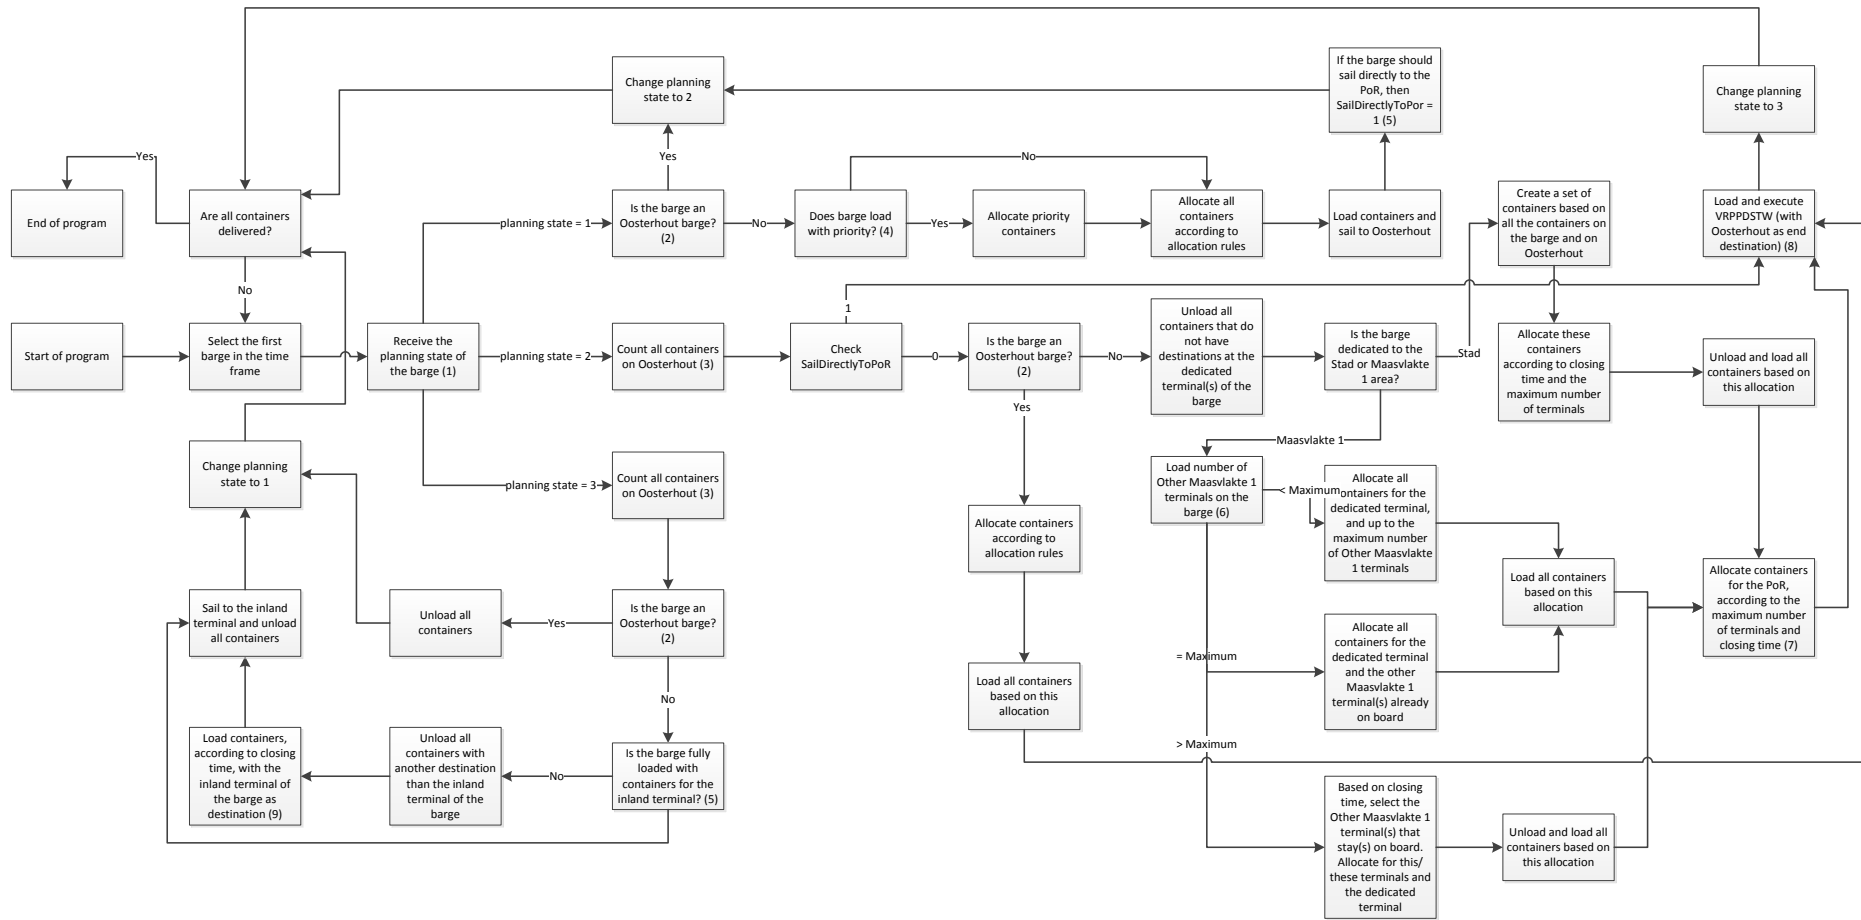 Change planning
state to 2
If the barge should
sail directly to the
PoR, then
SailDirectlyToPor =
1 (5)
Change planning
state to 3
Yes
End of program
Are all containers
delivered?
No
planning state = 1
Yes
Is the barge an
Oosterhout barge?
(2)
No
No
Does barge load
with priority? (4)
Yes
Allocate priority
containers
Allocate all
containers
according to
allocation rules
Load containers and
sail to Oosterhout
Create a set of
containers based on
all the containers on
the barge and on
Oosterhout
Load and execute
VRPPDSTW (with
Oosterhout as end
destination) (8)
Start of program
Select the first
barge in the time
frame
Receive the
planning state of
the barge (1)
planning state = 2
Count all containers
on Oosterhout (3)
1
Check
SailDirectlyToPoR
0
Is the barge an
Oosterhout barge?
(2)
No
Unload all
containers that do
not have
destinations at the
dedicated
terminal(s) of the
barge
Is the barge
dedicated to the
Stad or Maasvlakte
1 area?
Stad
Allocate these
containers
according to closing
time and the
maximum number
of terminals
Unload and load all
containers based on
this allocation
Yes
Maasvlakte 1
Change planning
state to 1
planning state = 3
Count all containers
on Oosterhout (3)
Allocate containers
according to
allocation rules
Load number of
Other Maasvlakte 1
terminals on the
barge (6)
< Maximum
Allocate all
containers for the
dedicated terminal,
and up to the
maximum number
of Other Maasvlakte
1 terminals
Load all containers
based on this
allocation
Allocate containers
for the PoR,
according to the
maximum number
of terminals and
closing time (7)
Sail to the inland
terminal and unload
all containers
Unload all
containers
Yes
Is the barge an
Oosterhout barge?
(2)
No
Load all containers
based on this
allocation
= Maximum
Allocate all
containers for the
dedicated terminal
and the other
Maasvlakte 1
terminal(s) already
on board
Load containers,
according to closing
time, with the
inland terminal of
the barge as
destination (9)
Unload all
containers with
another destination
than the inland
terminal of the
barge
No
Is the barge fully
loaded with
containers for the
inland terminal? (5)
> Maximum
Based on closing
time, select the
Other Maasvlakte 1
terminal(s) that
stay(s) on board.
Allocate for this/
these terminals and
the dedicated
terminal
Unload and load all
containers based on
this allocation